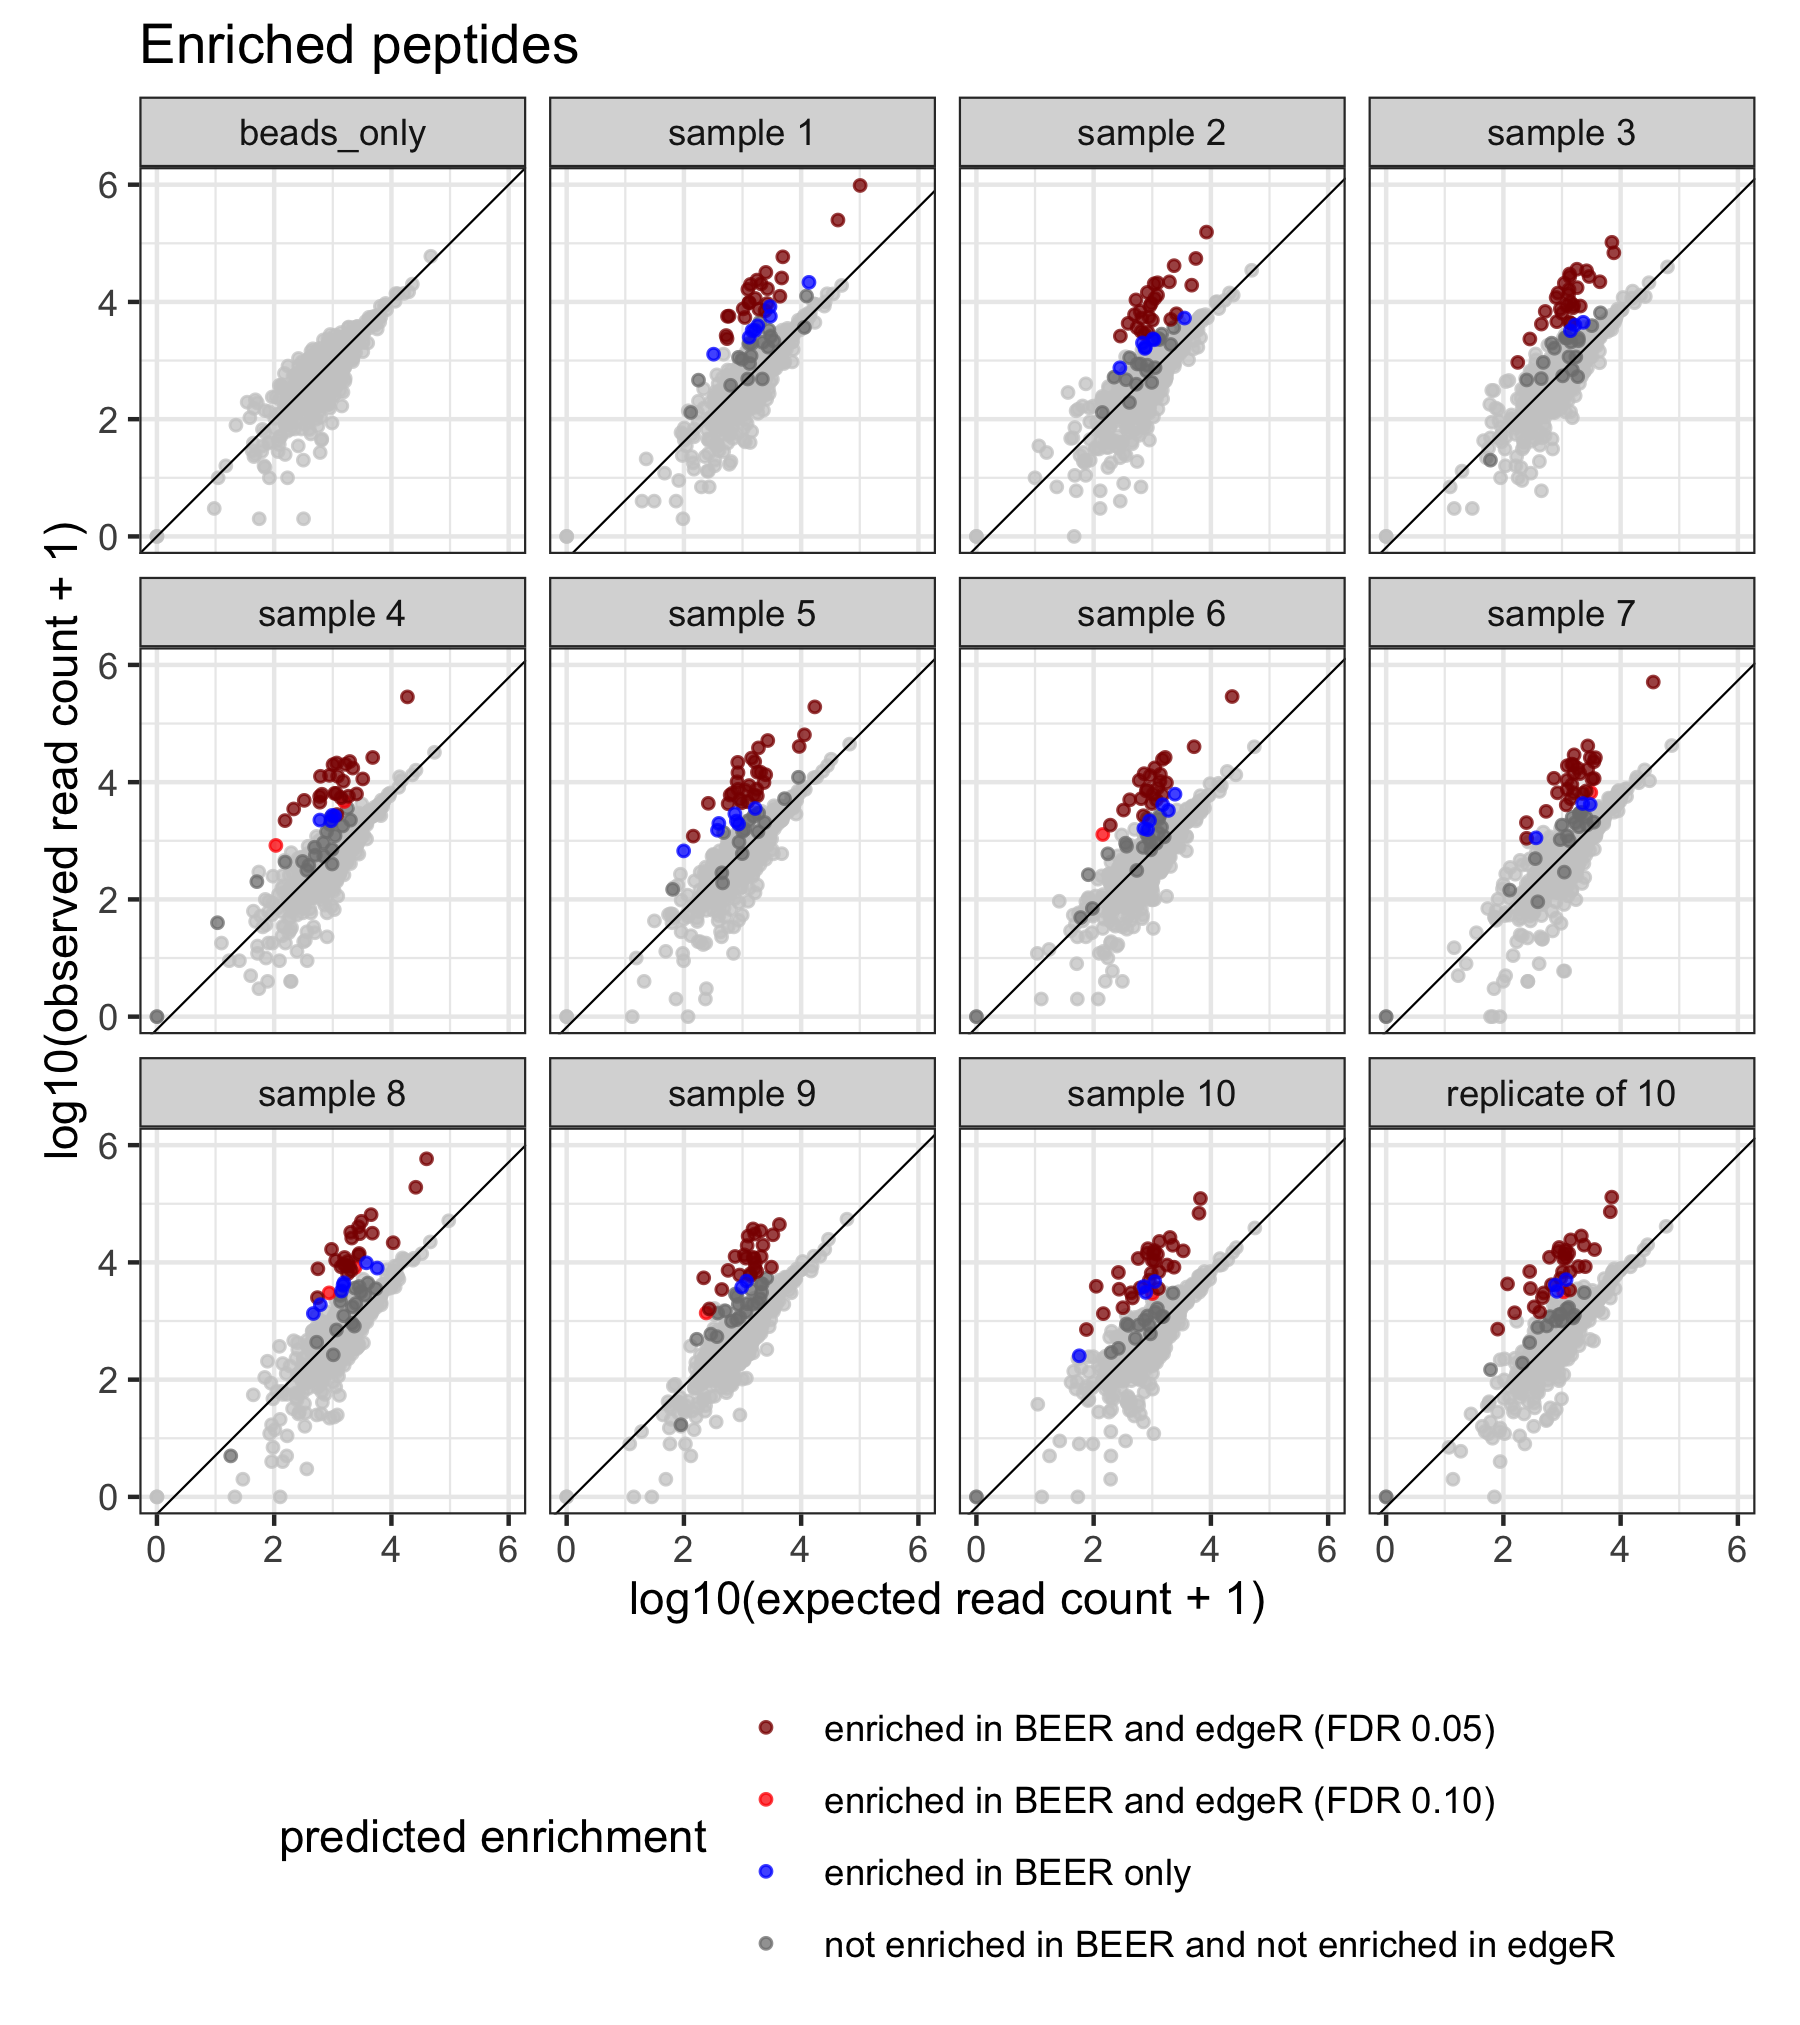 Enriched peptides
beads_only
sample 1
sample 2
sample 3
6
4
2
0
sample 4
sample 5
sample 6
sample 7
6
4
2
0
log10(observed read count + 1)
sample 8
sample 9
sample 10
replicate of 10
6
4
2
0
0 2 4 6
0 2 4 6
0 2 4 6
0 2 4 6
log10(expected read count + 1)
predicted enrichment
enriched in BEER and edgeR (FDR 0.05)
enriched in BEER and edgeR (FDR 0.10)
enriched in BEER only
not enriched in BEER and not enriched in edgeR